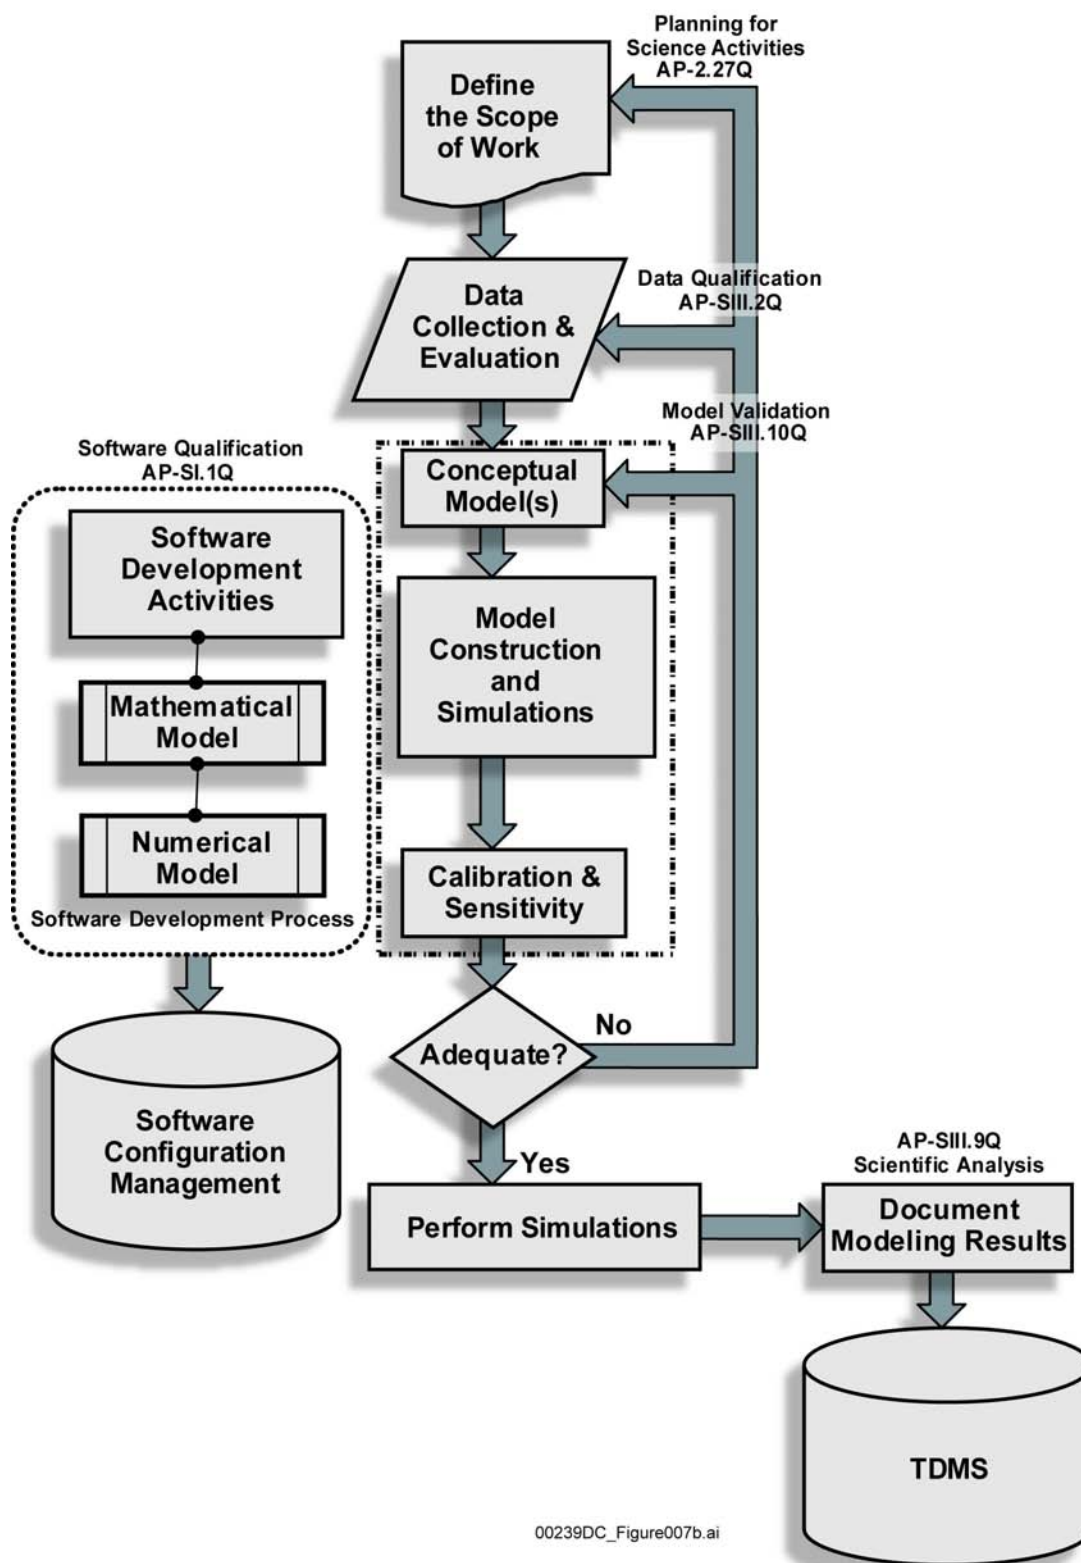 Planning for
Science Activities
AP-2.27Q
Define
the Scope
of Work
Data Qualification
AP-SIII.2Q
Data
Collection &
Evaluation
Model Validation
AP-SIII.10Q
Software Qualification
AP-SI.1Q
Conceptual
Model(s)
Software
Development
Activities
Model
Construction
and
Simulations
Mathematical
Model
Numerical
Model
Software Development Process
Calibration &
Sensitivity
No
Adequate?
Software
Configuration
Management
Yes
AP-SIII.9Q
Scientific Analysis
Perform Simulations
Document
Modeling Results
TDMS
00239DC_Figure007b.ai